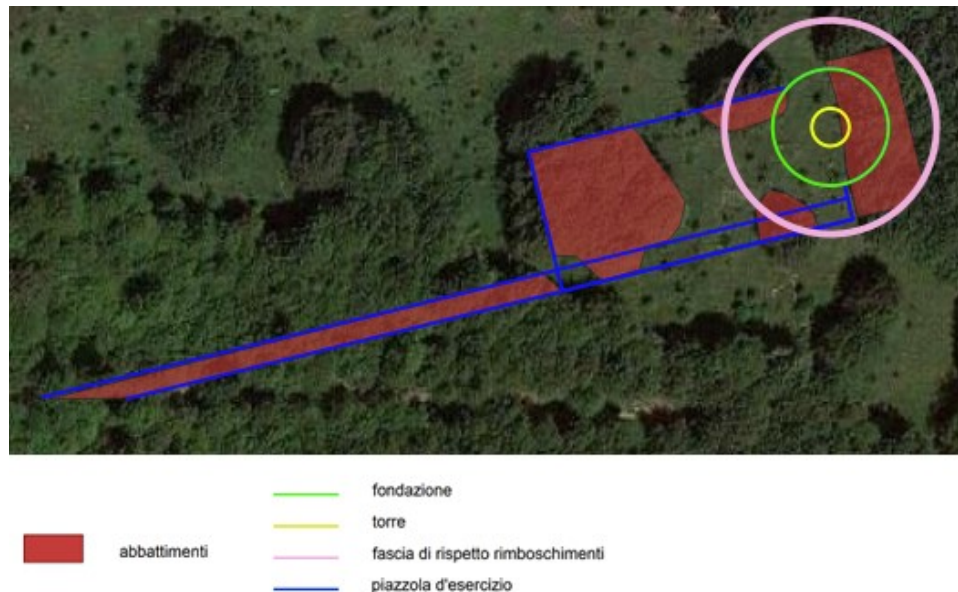 fondazione
torre
abbattimenti
fascia di rispetto rimboschimenti
piazzola d'esercizio